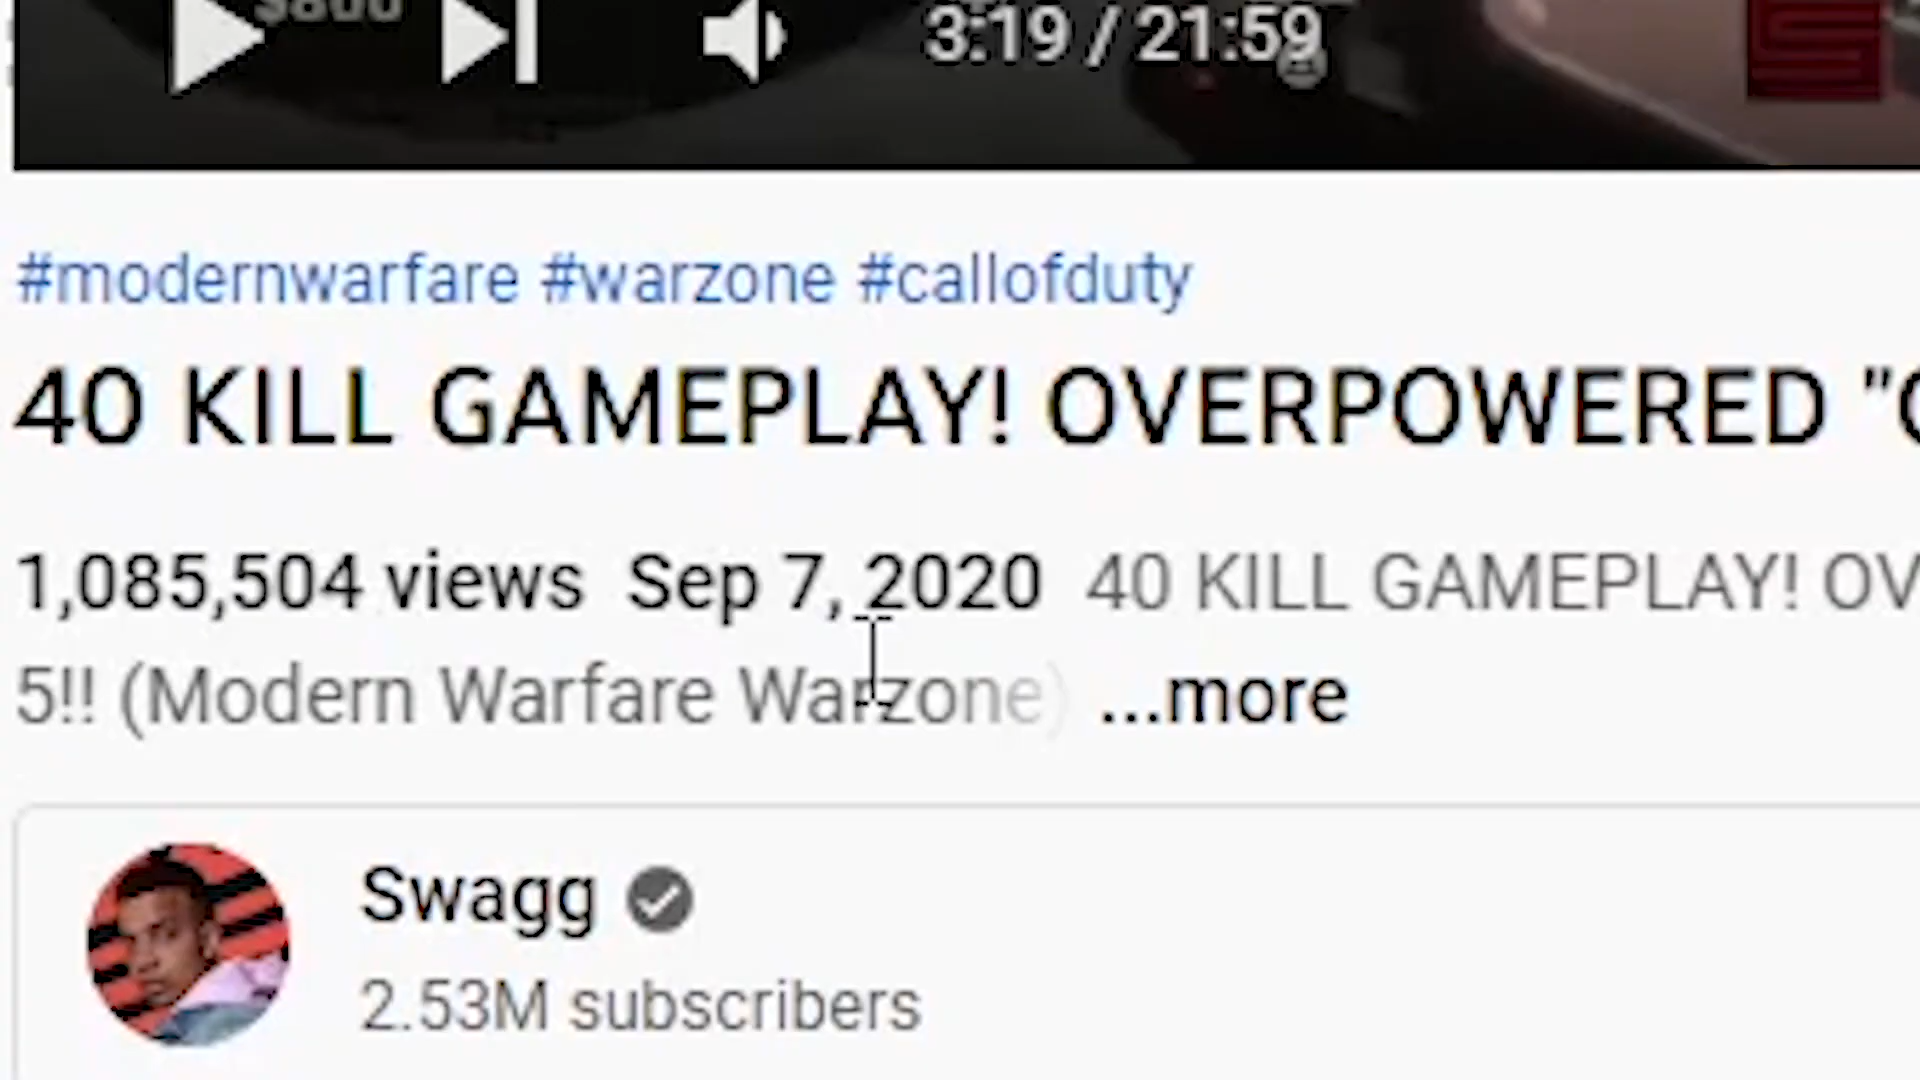 $800
3:19 / 21:59
#modernwarfare #warzone #callofduty
40 KILL GAMEPLAY! OVERPOWERED "
1,085,504 views Sep 7, 2020 40 KILL GAMEPLAY! OV
5!! (Modern Warfare Warzone) ...more
Swagg
2.53M subscribers